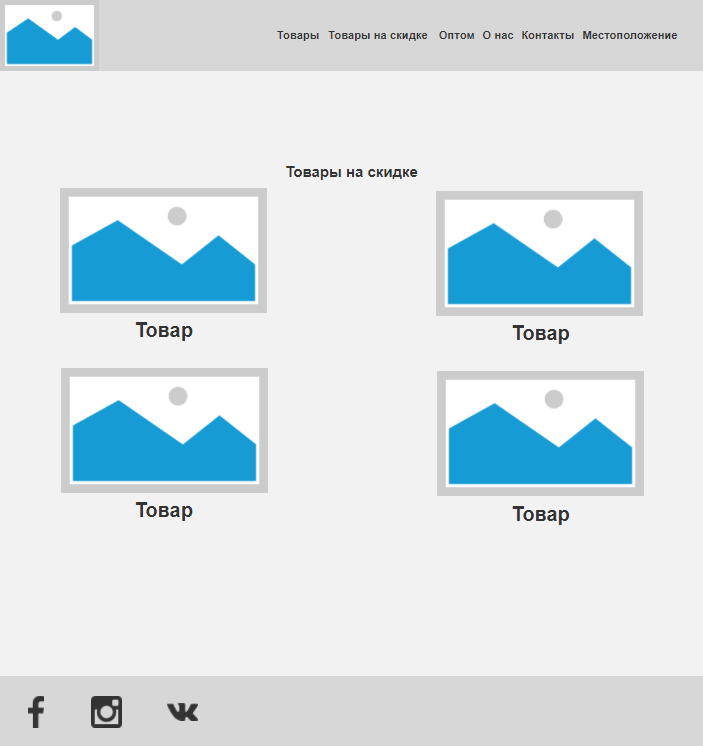 Товары Товары на скидке Оптом О нас Контакты Местоположение
Товары на скидке
Товар
Товар
Товар
Товар